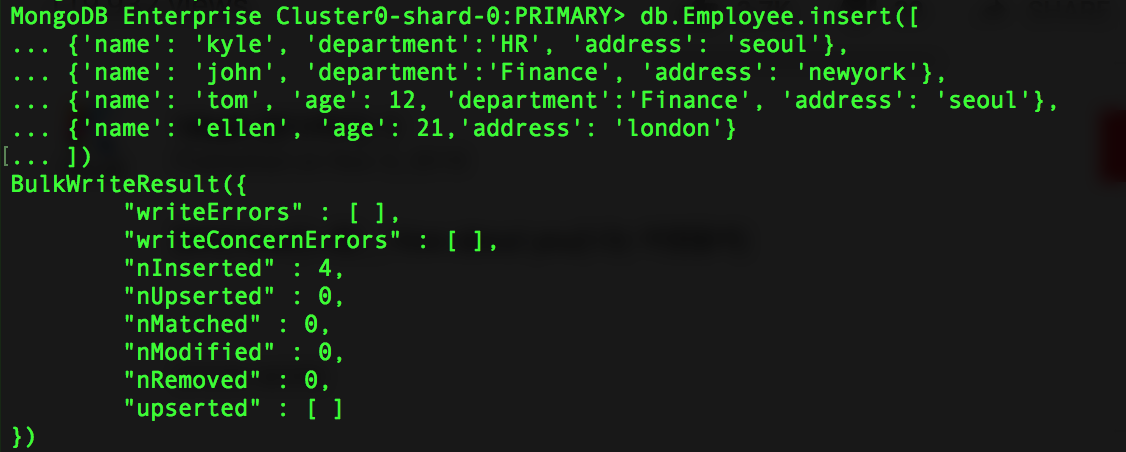 MongoDB Enterprise Cluster0-shard-0:PRIMARY> db.Employee.insert([
... {'name': 'kyle', 'department':'HR', 'address': 'seoul'},
... {'name': 'john', 'department':'Finance', 'address': 'newyork'},
... {'name': 'tom', 'age': 12, 'department':'Finance', 'address': 'seoul'},
... {'name': 'ellen', 'age': 21,'address': 'london'}
[... ])
BulkWriteResult({
        "writeErrors" : [ ],
        "writeConcernErrors" : [ ],
        "nInserted" : 4,
        "nUpserted" : 0,
        "nMatched" : 0,
        "nModified" : 0,
        "nRemoved" : 0,
        "upserted" : [ ]
})